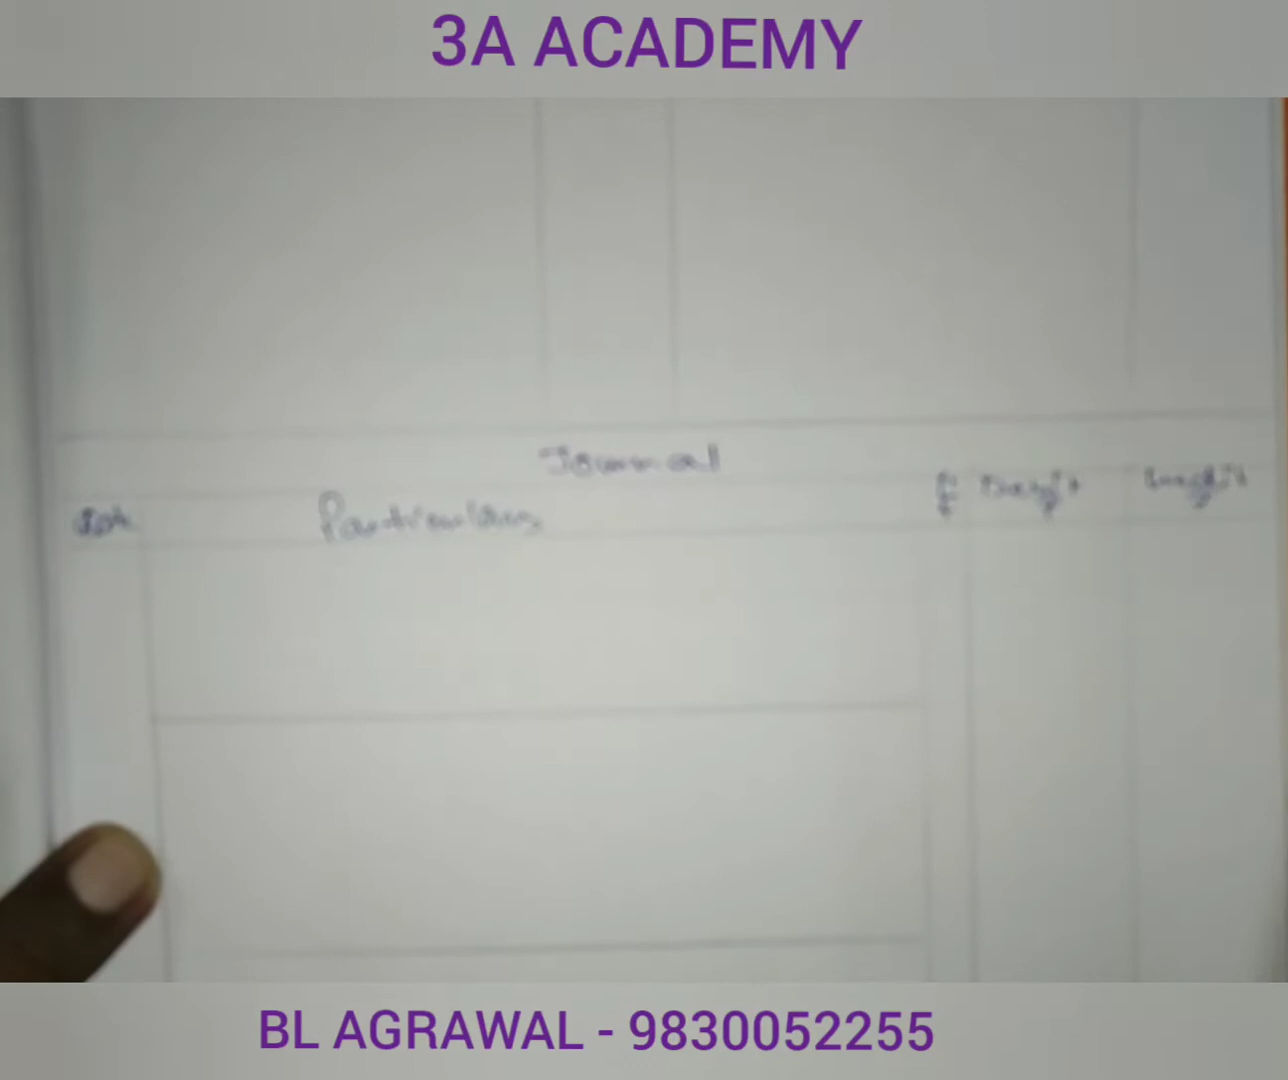 3A ACADEMY
Journal
Date Particulars L.F. Debit ₹ Credit ₹
BL AGRAWAL - 9830052255